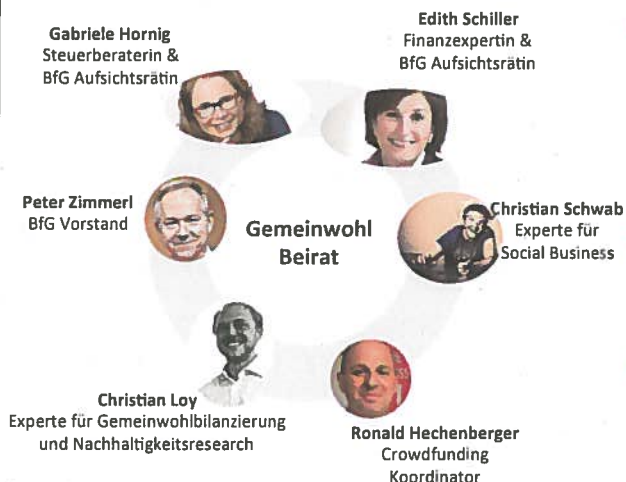 Gabriele Hornig
Steuerberaterin &
BfG Aufsichtsrätin
Edith Schiller
Finanzexpertin &
BfG Aufsichtsrätin
Peter Zimmerl
BfG Vorstand
Gemeinwohl
Beirat
Christian Schwab
Experte für
Social Business
Christian Loy
Experte für Gemeinwohlbilanzierung
und Nachhaltigkeitsresearch
Ronald Hechenberger
Crowdfunding
Koordinator